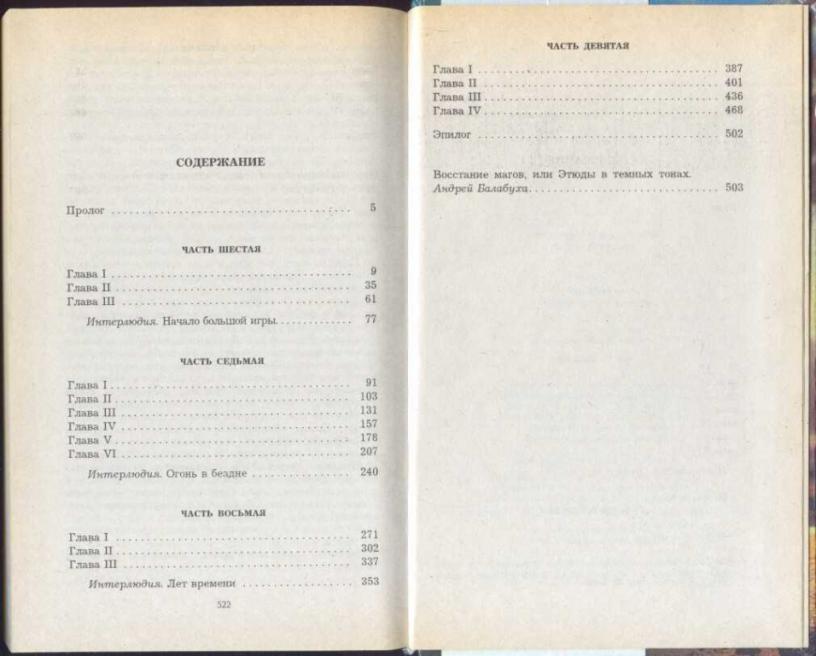 СОДЕРЖАНИЕ
Пролог 5
ЧАСТЬ ШЕСТАЯ
Глава I 9
Глава II 35
Глава III 61
Интерлюдия. Начало большой игры. 77
ЧАСТЬ СЕДЬМАЯ
Глава I 91
Глава II 103
Глава III 131
Глава IV 157
Глава V 178
Глава VI 207
Интерлюдия. Огонь в бездне 240
ЧАСТЬ ВОСЬМАЯ
Глава I 271
Глава II 302
Глава III 337
Интерлюдия. Лет времени 353
522
ЧАСТЬ ДЕВЯТАЯ
Глава I 387
Глава II 401
Глава III 436
Глава IV 468
Эпилог 502
Восстание магов, или Этюды в темных тонах.
Андрей Балабуха 503